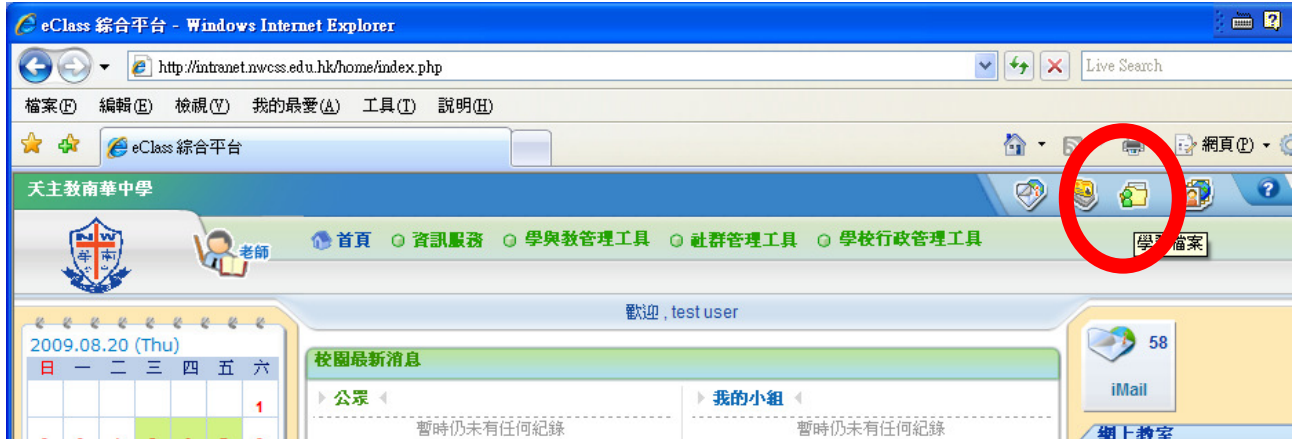 eClass 綜合平台 - Windows Internet Explorer
http://intranet.nwcss.edu.hk/home/index.php
Live Search
檔案(F) 編輯(E) 檢視(V) 我的最愛(A) 工具(T) 說明(H)
eClass 綜合平台
網頁(P)
天主教南華中學
NW
南
華
老師
首頁 資訊服務 學與教管理工具 社群管理工具 學校行政管理工具
學習檔案
歡迎 , test user
2009.08.20 (Thu)
日 一 二 三 四 五 六
1
校園最新消息
公眾 我的小組
暫時仍未有任何紀錄 暫時仍未有任何紀錄
58
iMail
網上教室